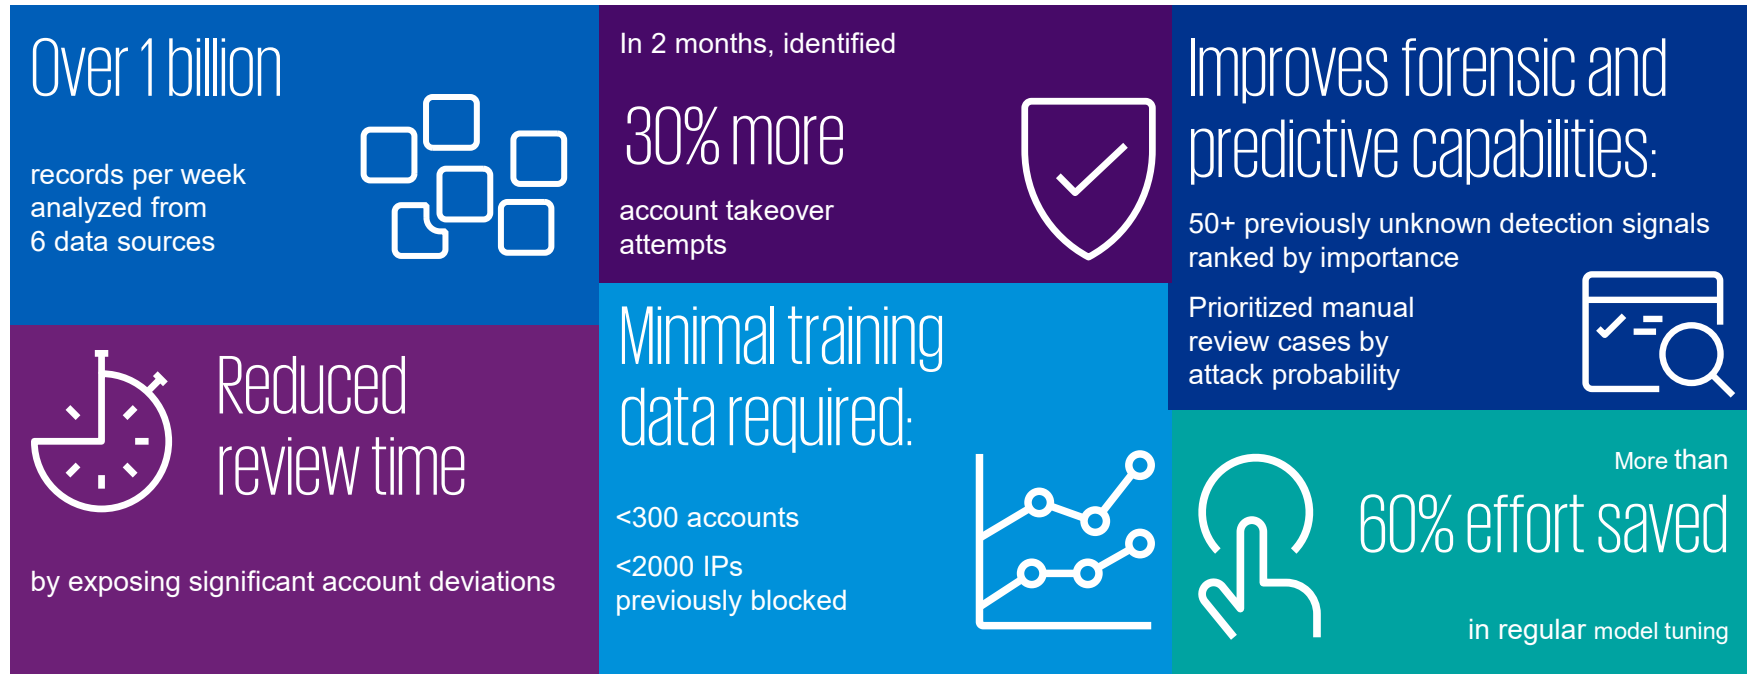 Over 1 billion
records per week
analyzed from
6 data sources
In 2 months, identified
30% more
account takeover
attempts
Improves forensic and
predictive capabilities:
50+ previously unknown detection signals
ranked by importance
Prioritized manual
review cases by
attack probability
Reduced
review time
by exposing significant account deviations
Minimal training
data required:
<300 accounts
<2000 IPs
previously blocked
More than
60% effort saved
in regular model tuning